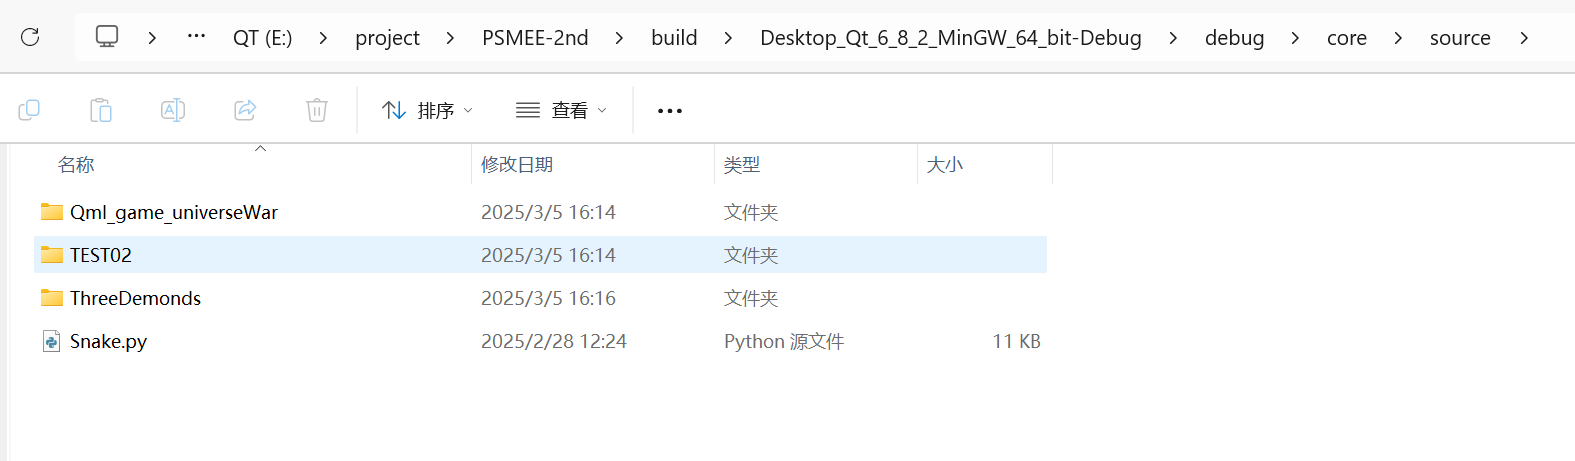 QT (E:) > project > PSMEE-2nd > build > Desktop_Qt_6_8_2_MinGW_64_bit-Debug > debug > core > source >
排序 查看
名称 修改日期 类型 大小
Qml_game_universeWar 2025/3/5 16:14 文件夹
TEST02 2025/3/5 16:14 文件夹
ThreeDemonds 2025/3/5 16:16 文件夹
Snake.py 2025/2/28 12:24 Python 源文件 11 KB